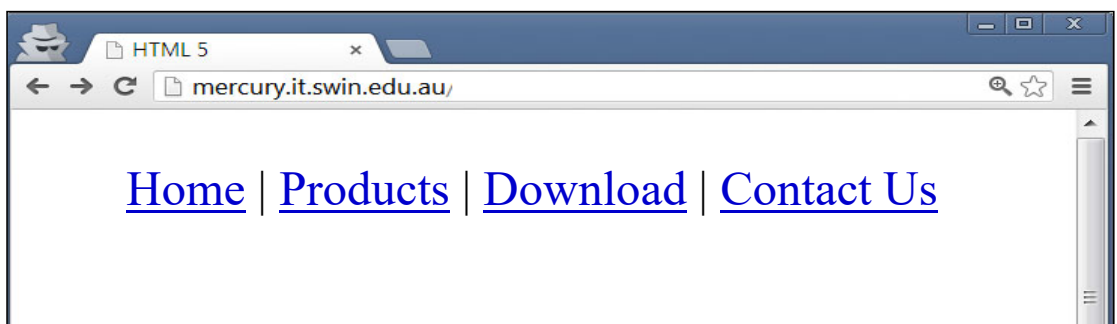 HTML 5
mercury.it.swin.edu.au/
Home | Products | Download | Contact Us